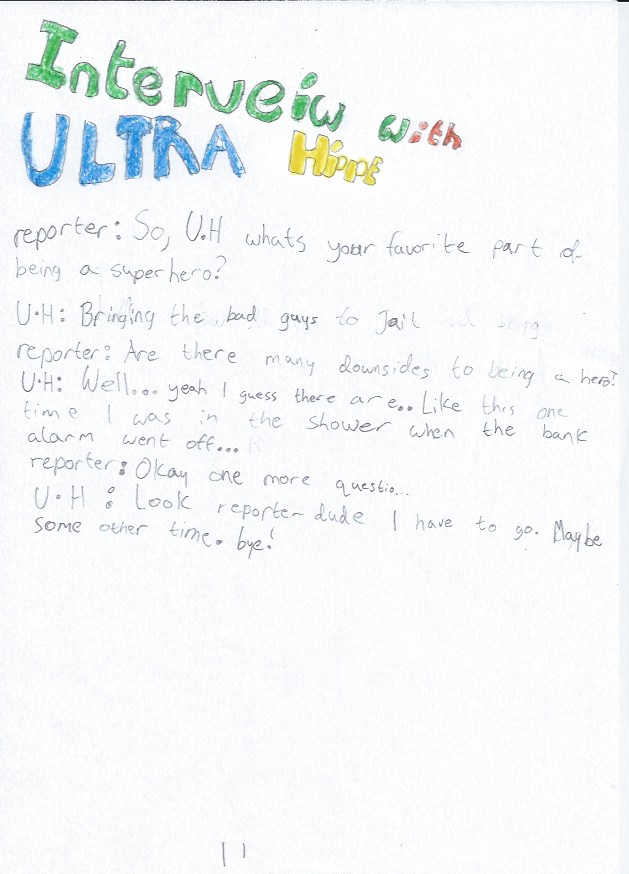 Interveiw with
ULTRA HippE
reporter: So, U.H whats your favorite part of
being a superhero?
U.H: Bringing the bad guys to Jail
reporter: Are there many downsides to being a hero?
U.H: Well... yeah I guess there are.. Like this one
time I was in the shower when the bank
alarm went off...
reporter: Okay one more questio...
U.H: Look reporter dude I have to go. Maybe
some other time. bye!
11